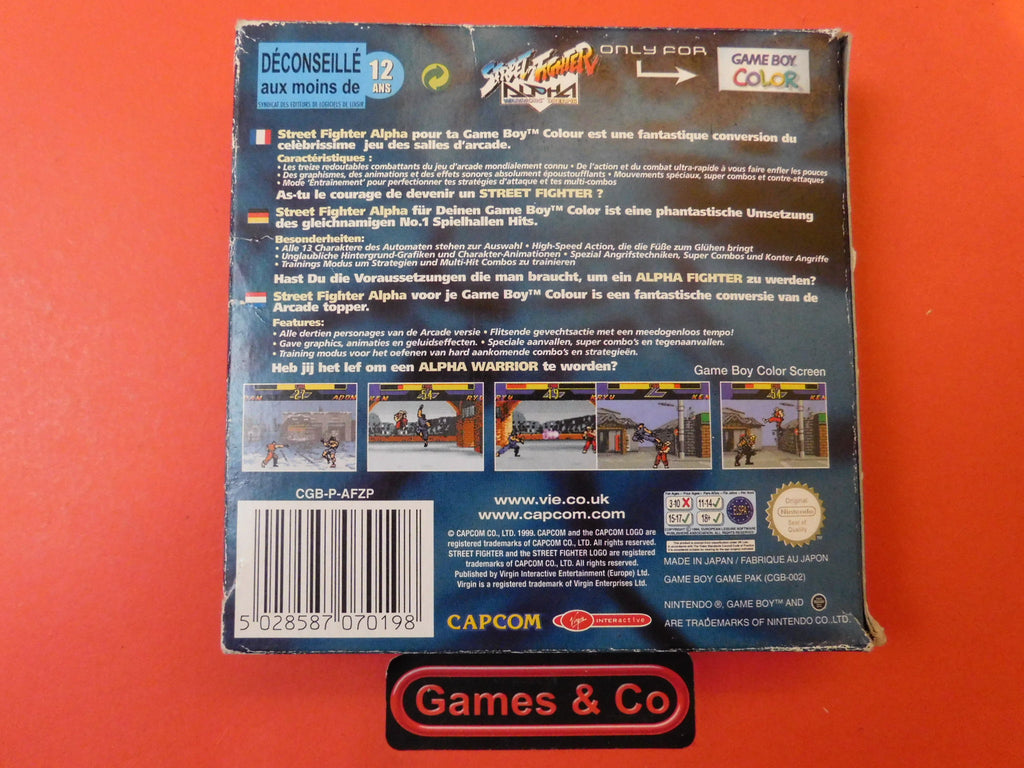 DÉCONSEILLÉ
aux moins de
12
ANS
SYNDICAT DES EDITEURS DE LOGICIELS DE LOISIR
STREET FIGHTER
ALPHA
ONLY FOR
GAME BOY
COLOR
Street Fighter Alpha pour ta Game Boy™ Colour est une fantastique conversion du
celèbrissime jeu des salles d'arcade.
Caractéristiques :
• Les treize redoutables combattants du jeu d'arcade mondialement connu • De l'action et du combat ultra-rapide à vous faire enfler les pouces
• Des graphismes, des animations et des effets sonores absolument époustoufflants • Mouvements spéciaux, super combos et contre-attaques
• Mode 'Entraînement' pour perfectionner tes stratégies d'attaque et tes multi-combos
As-tu le courage de devenir un STREET FIGHTER ?
Street Fighter Alpha für Deinen Game Boy™ Color ist eine phantastische Umsetzung
des gleichnamigen No.1 Spielhallen Hits.
Besonderheiten:
• Alle 13 Charaktere des Automaten stehen zur Auswahl • High-Speed Action, die die Füße zum Glühen bringt
• Unglaubliche Hintergrund-Grafiken und Charakter-Animationen • Spezial Angriffstechniken, Super Combos und Konter Angriffe
• Trainings Modus um Strategien und Multi-Hit Combos zu trainieren
Hast Du die Voraussetzungen die man braucht, um ein ALPHA FIGHTER zu werden?
Street Fighter Alpha voor je Game Boy™ Colour is een fantastische conversie van de
Arcade topper.
Features:
• Alle dertien personages van de Arcade versie • Flitsende gevechtsactie met een meedogenloos tempo!
• Gave graphics, animaties en geluidseffecten. • Speciale aanvallen, super combo's en tegenaanvallen.
• Training modus voor het oefenen van hard aankomende combo's en strategieën.
Heb jij het lef om een ALPHA WARRIOR te worden?
Game Boy Color Screen
CGB-P-AFZP
5 028587 070198
www.vie.co.uk
www.capcom.com
© CAPCOM CO., LTD. 1999. CAPCOM and the CAPCOM LOGO are
registered trademarks of CAPCOM CO., LTD. All rights reserved.
STREET FIGHTER and the STREET FIGHTER LOGO are registered
trademarks of CAPCOM CO., LTD. All rights reserved.
Published by Virgin Interactive Entertainment (Europe) Ltd.
Virgin is a registered trademark of Virgin Enterprises Ltd.
CAPCOM
Virgin INTERactive
3-10 11-14
15-17 18+
ELSPA
Original
Nintendo
Seal of
Quality
MADE IN JAPAN / FABRIQUE AU JAPON
GAME BOY GAME PAK (CGB-002)
NINTENDO ®, GAME BOY™ AND
ARE TRADEMARKS OF NINTENDO CO.,LTD.
Games & Co